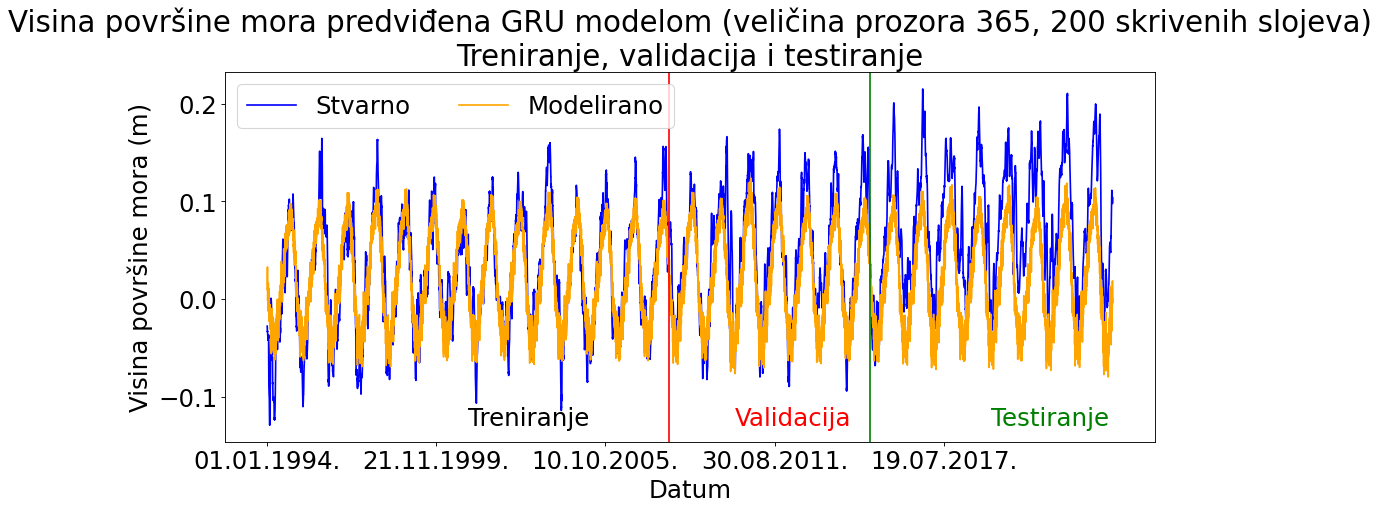 Visina površine mora predviđena GRU modelom (veličina prozora 365, 200 skrivenih slojeva)
Treniranje, validacija i testiranje
Stvarno
Modelirano
Visina površine mora (m)
0.2
0.1
0.0
−0.1
Treniranje
Validacija
Testiranje
01.01.1994.
21.11.1999.
10.10.2005.
30.08.2011.
19.07.2017.
Datum